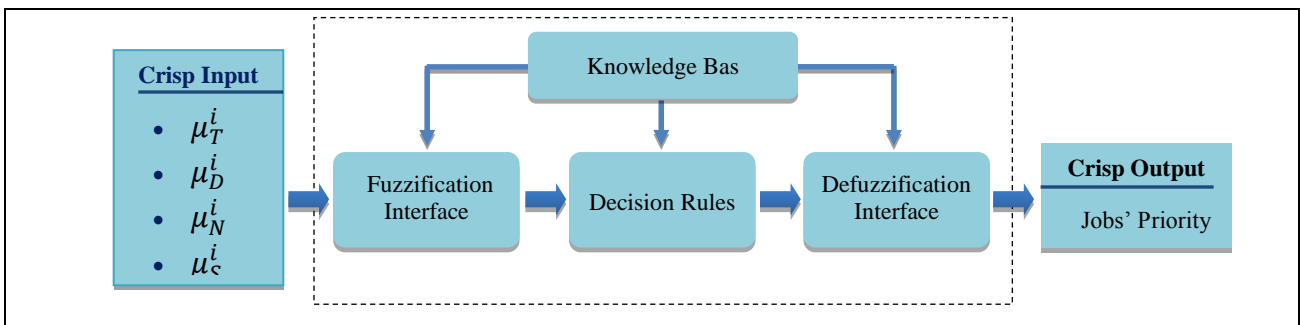 Knowledge Bas
Crisp Input
• μ_T^i
• μ_D^i
• μ_N^i
• μ_S^i
Fuzzification
Interface
Decision Rules
Defuzzification
Interface
Crisp Output
Jobs’ Priority